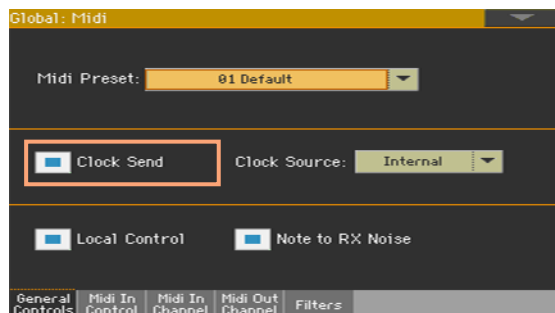 Global: Midi
Midi Preset: 01 Default
Clock Send Clock Source: Internal
Local Control Note to RX Noise
General Controls Midi In Control Midi In Channel Midi Out Channel Filters